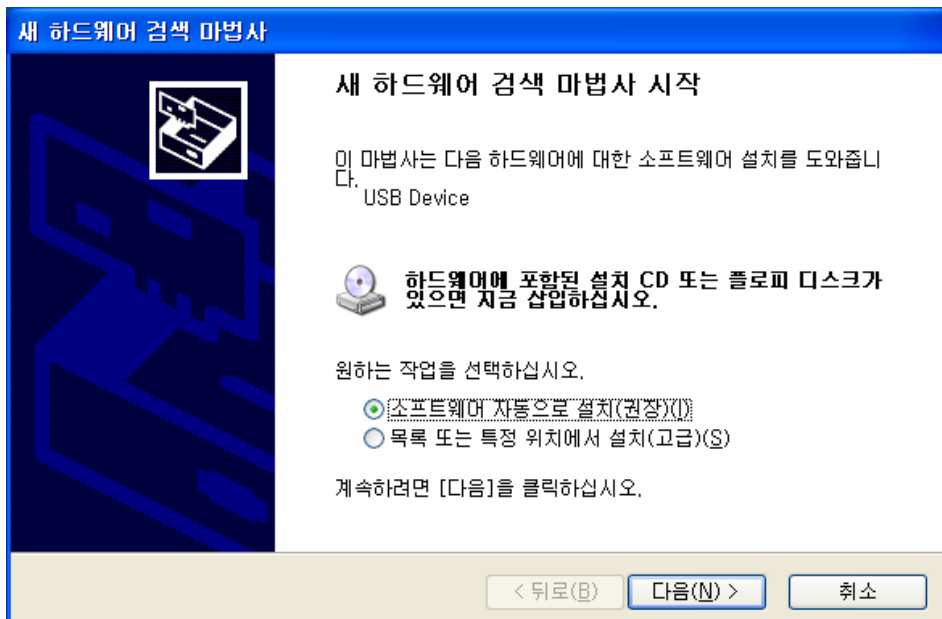 새 하드웨어 검색 마법사
새 하드웨어 검색 마법사 시작
이 마법사는 다음 하드웨어에 대한 소프트웨어 설치를 도와줍니
다.
USB Device
하드웨어에 포함된 설치 CD 또는 플로피 디스크가
있으면 지금 삽입하십시오.
원하는 작업을 선택하십시오.
소프트웨어 자동으로 설치(권장)(I)
목록 또는 특정 위치에서 설치(고급)(S)
계속하려면 [다음]을 클릭하십시오.
< 뒤로(B) 다음(N) > 취소